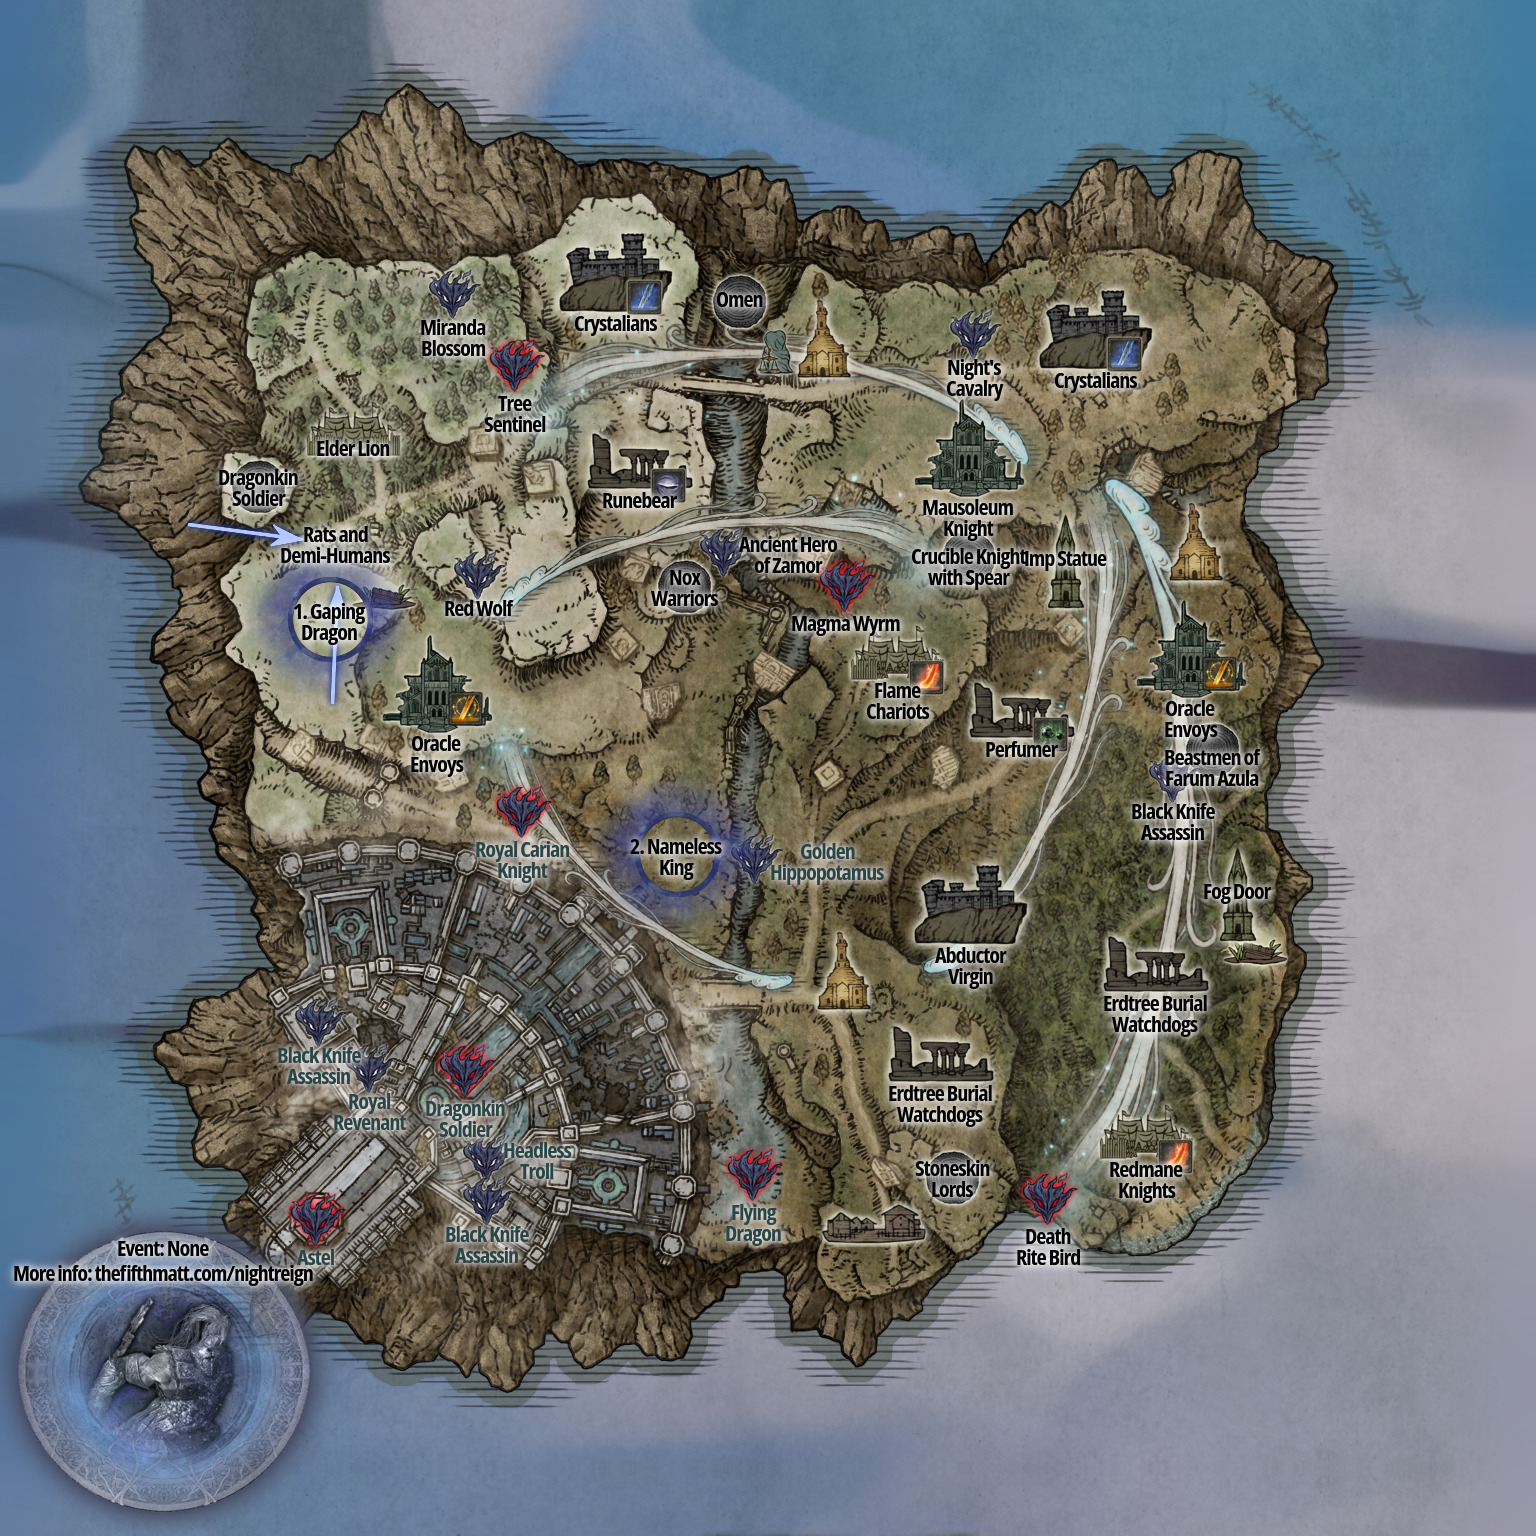 Omen
Crystalians
Miranda
Blossom
Tree
Sentinel
Night's
Cavalry
Crystalians
Elder Lion
Dragonkin
Soldier
Runebear
Mausoleum
Knight
Rats and
Demi-Humans
Ancient Hero
of Zamor
Crucible Knight
with Spear
Imp Statue
Nox
Warriors
Red Wolf
1. Gaping
Dragon
Magma Wyrm
Flame
Chariots
Oracle
Envoys
Oracle
Envoys
Perfumer
Beastmen of
Farum Azula
Black Knife
Assassin
Royal Carian
Knight
2. Nameless
King
Golden
Hippopotamus
Fog Door
Abductor
Virgin
Erdtree Burial
Watchdogs
Black Knife
Assassin
Royal
Revenant
Dragonkin
Soldier
Erdtree Burial
Watchdogs
Headless
Troll
Stoneskin
Lords
Redmane
Knights
Flying
Dragon
Black Knife
Assassin
Astel
Death
Rite Bird
Event: None
More info: thefifthmatt.com/nightreign